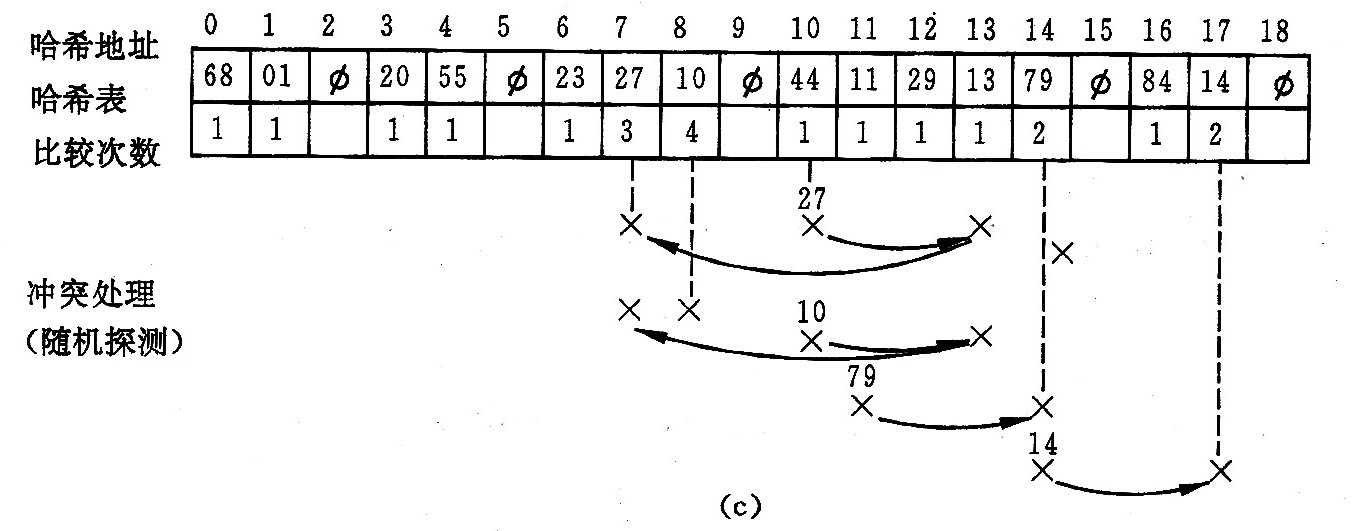 哈希地址 0 1 2 3 4 5 6 7 8 9 10 11 12 13 14 15 16 17 18
哈希表 68 01 ϕ 20 55 ϕ 23 27 10 ϕ 44 11 29 13 79 ϕ 84 14 ϕ
比较次数 1 1 1 1 1 3 4 1 1 1 1 2 1 2
27
冲突处理
10
(随机探测)
79
14
(c)